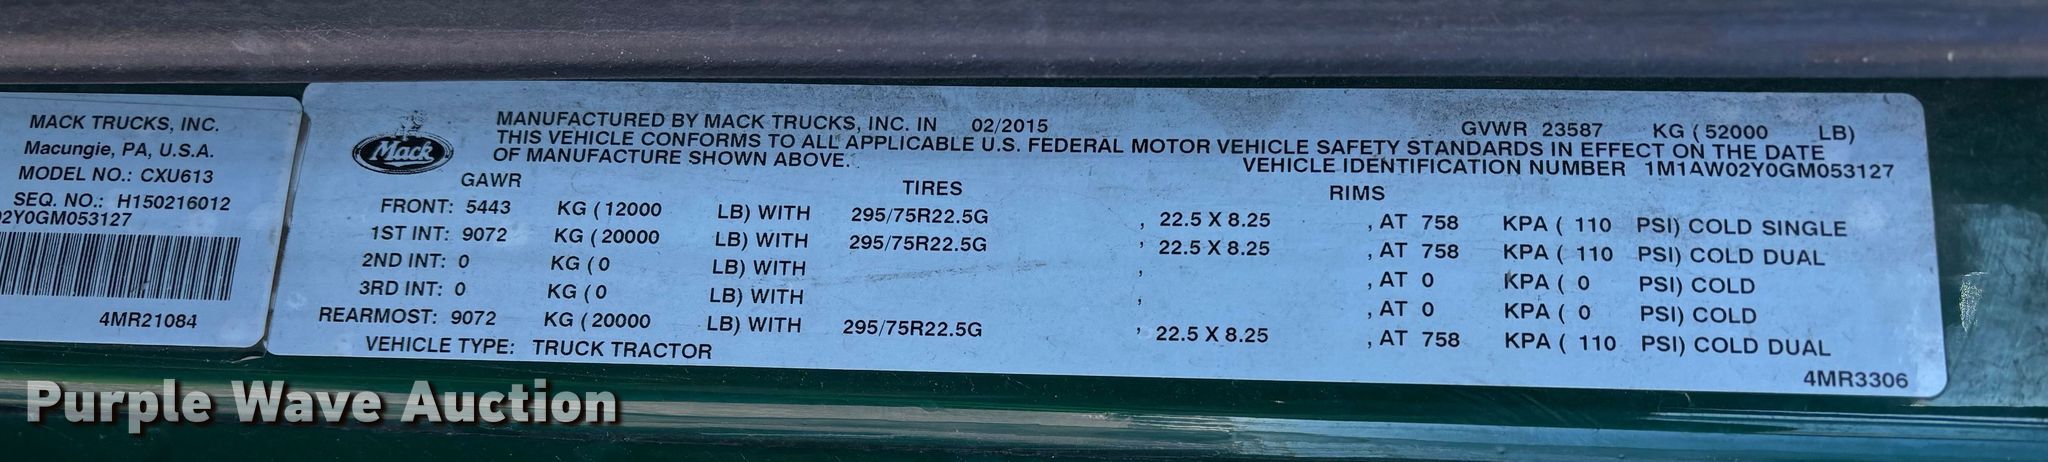 MACK TRUCKS, INC.
Macungie, PA, U.S.A.
MODEL NO.: CXU613
SEQ. NO.: H150216012
02Y0GM053127
4MR21084
Mack
MANUFACTURED BY MACK TRUCKS, INC. IN 02/2015 GVWR 23587 KG ( 52000 LB)
THIS VEHICLE CONFORMS TO ALL APPLICABLE U.S. FEDERAL MOTOR VEHICLE SAFETY STANDARDS IN EFFECT ON THE DATE
OF MANUFACTURE SHOWN ABOVE. VEHICLE IDENTIFICATION NUMBER 1M1AW02Y0GM053127
GAWR TIRES RIMS
FRONT: 5443 KG ( 12000 LB) WITH 295/75R22.5G , 22.5 X 8.25 , AT 758 KPA ( 110 PSI) COLD SINGLE
1ST INT: 9072 KG ( 20000 LB) WITH 295/75R22.5G , 22.5 X 8.25 , AT 758 KPA ( 110 PSI) COLD DUAL
2ND INT: 0 KG ( 0 LB) WITH , , AT 0 KPA ( 0 PSI) COLD
3RD INT: 0 KG ( 0 LB) WITH , , AT 0 KPA ( 0 PSI) COLD
REARMOST: 9072 KG ( 20000 LB) WITH 295/75R22.5G , 22.5 X 8.25 , AT 758 KPA ( 110 PSI) COLD DUAL
VEHICLE TYPE: TRUCK TRACTOR
4MR3306
Purple Wave Auction